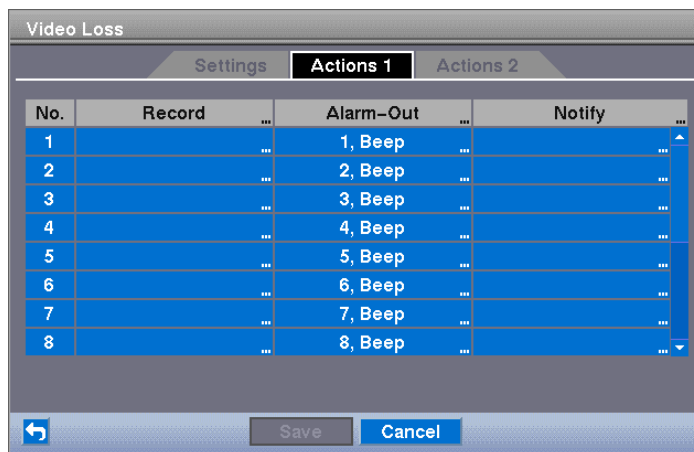 Video Loss
Settings Actions 1 Actions 2
No. Record ... Alarm-Out ... Notify ...
1 ... 1, Beep ... ...
2 ... 2, Beep ... ...
3 ... 3, Beep ... ...
4 ... 4, Beep ... ...
5 ... 5, Beep ... ...
6 ... 6, Beep ... ...
7 ... 7, Beep ... ...
8 ... 8, Beep ... ...
Save Cancel